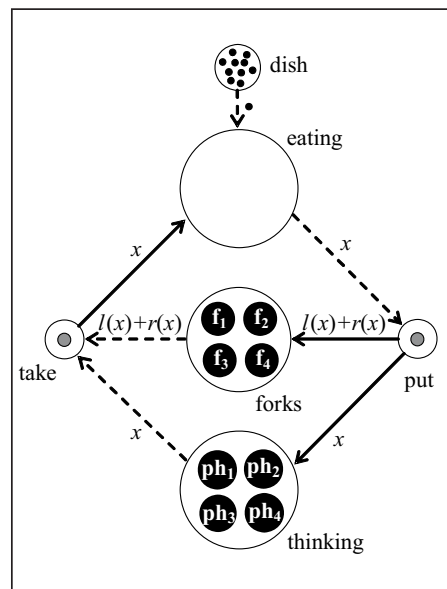 dish
eating
x
x
l(x)+r(x)
f₁ f₂
l(x)+r(x)
f₃ f₄
take
forks
put
x
x
ph₁ ph₂
ph₃ ph₄
thinking